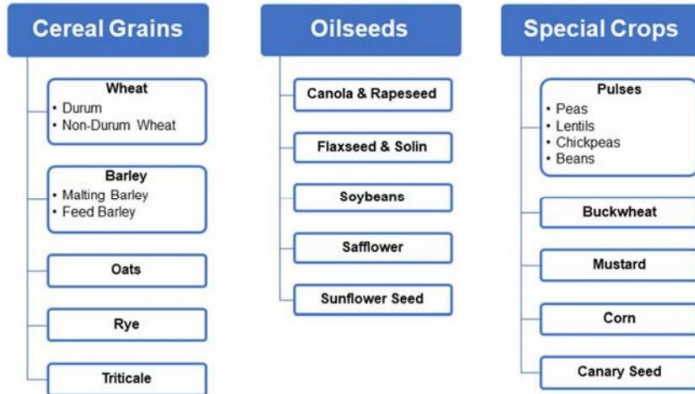 Cereal Grains
Wheat
• Durum
• Non-Durum Wheat
Barley
• Malting Barley
• Feed Barley
Oats
Rye
Triticale
Oilseeds
Canola & Rapeseed
Flaxseed & Solin
Soybeans
Safflower
Sunflower Seed
Special Crops
Pulses
• Peas
• Lentils
• Chickpeas
• Beans
Buckwheat
Mustard
Corn
Canary Seed